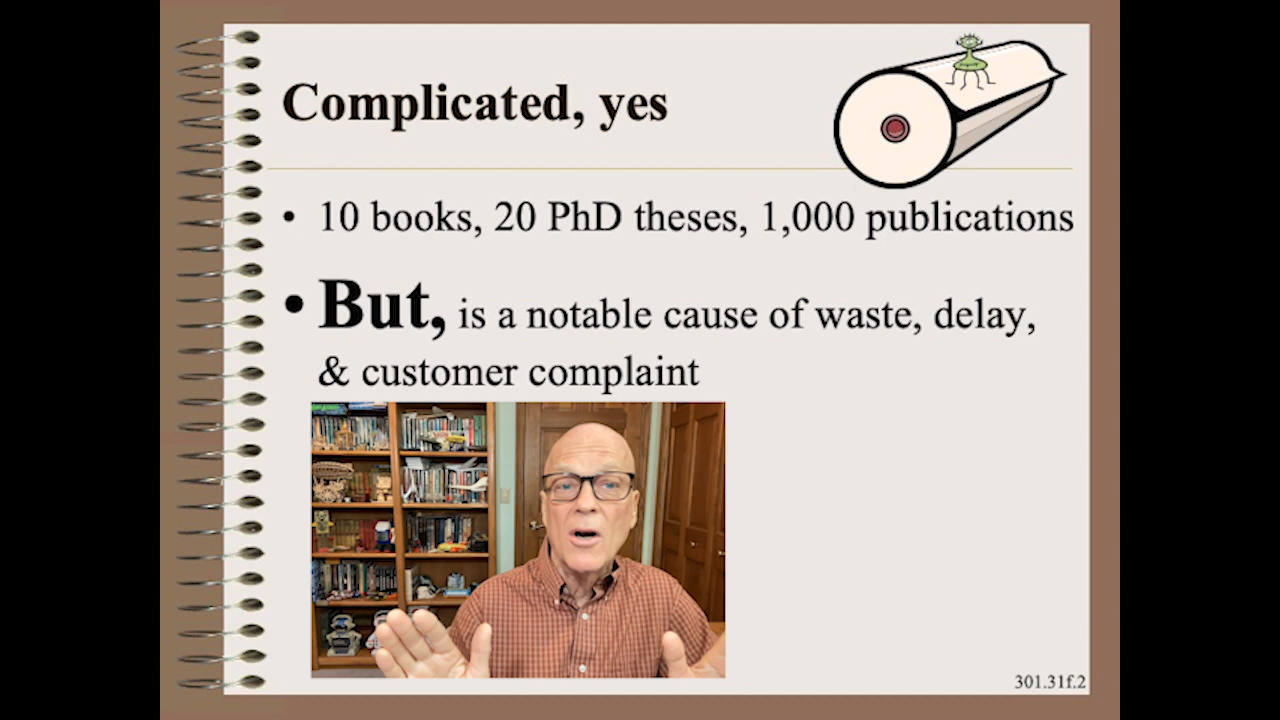 Complicated, yes
• 10 books, 20 PhD theses, 1,000 publications
• But, is a notable cause of waste, delay,
& customer complaint
301.31f.2